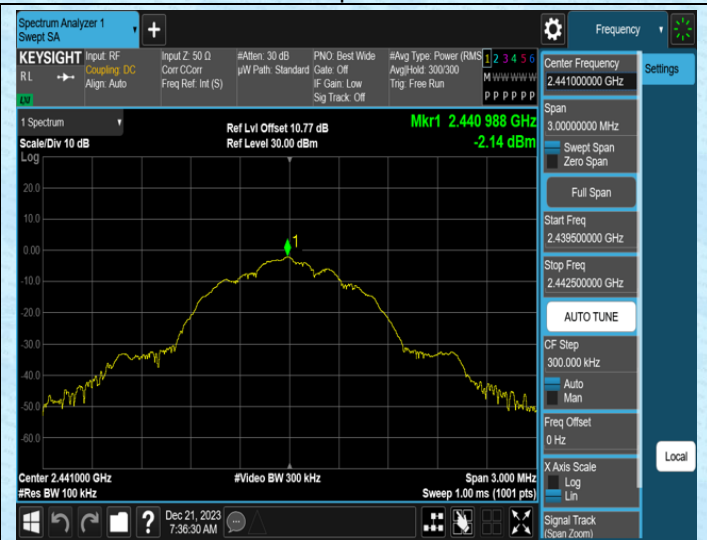 Spectrum Analyzer 1
Swept SA
+
Frequency
KEYSIGHT
RL
LXI
Input: RF
Coupling: DC
Align: Auto
Input Z: 50 Ω
Corr CCorr
Freq Ref: Int (S)
#Atten: 30 dB
µW Path: Standard
PNO: Best Wide
Gate: Off
IF Gain: Low
Sig Track: Off
#Avg Type: Power (RMS
Avg|Hold: 300/300
Trig: Free Run
1 2 3 4 5 6
M W W W W W
P P P P P P
Settings
Center Frequency
2.441000000 GHz
Span
3.00000000 MHz
Swept Span
Zero Span
Full Span
Start Freq
2.439500000 GHz
Stop Freq
2.442500000 GHz
AUTO TUNE
CF Step
300.000 kHz
Auto
Man
Freq Offset
0 Hz
X Axis Scale
Log
Lin
Signal Track
(Span Zoom)
Local
1 Spectrum
Scale/Div 10 dB
Log
Ref Lvl Offset 10.77 dB
Ref Level 30.00 dBm
Mkr1 2.440 988 GHz
-2.14 dBm
1
20.0
10.0
0.00
-10.0
-20.0
-30.0
-40.0
-50.0
-60.0
Center 2.441000 GHz
#Res BW 100 kHz
#Video BW 300 kHz
Span 3.000 MHz
Sweep 1.00 ms (1001 pts)
?
Dec 21, 2023
7:36:30 AM